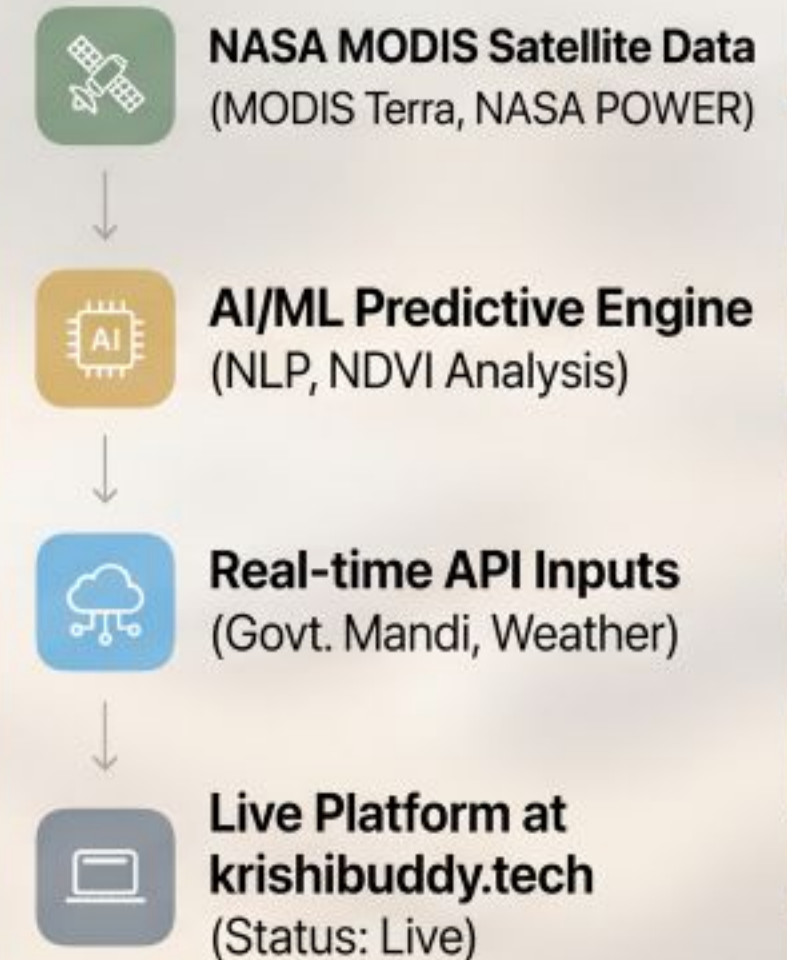 NASA MODIS Satellite Data
(MODIS Terra, NASA POWER)
AI
AI/ML Predictive Engine
(NLP, NDVI Analysis)
Real-time API Inputs
(Govt. Mandi, Weather)
Live Platform at
krishibuddy.tech
(Status: Live)